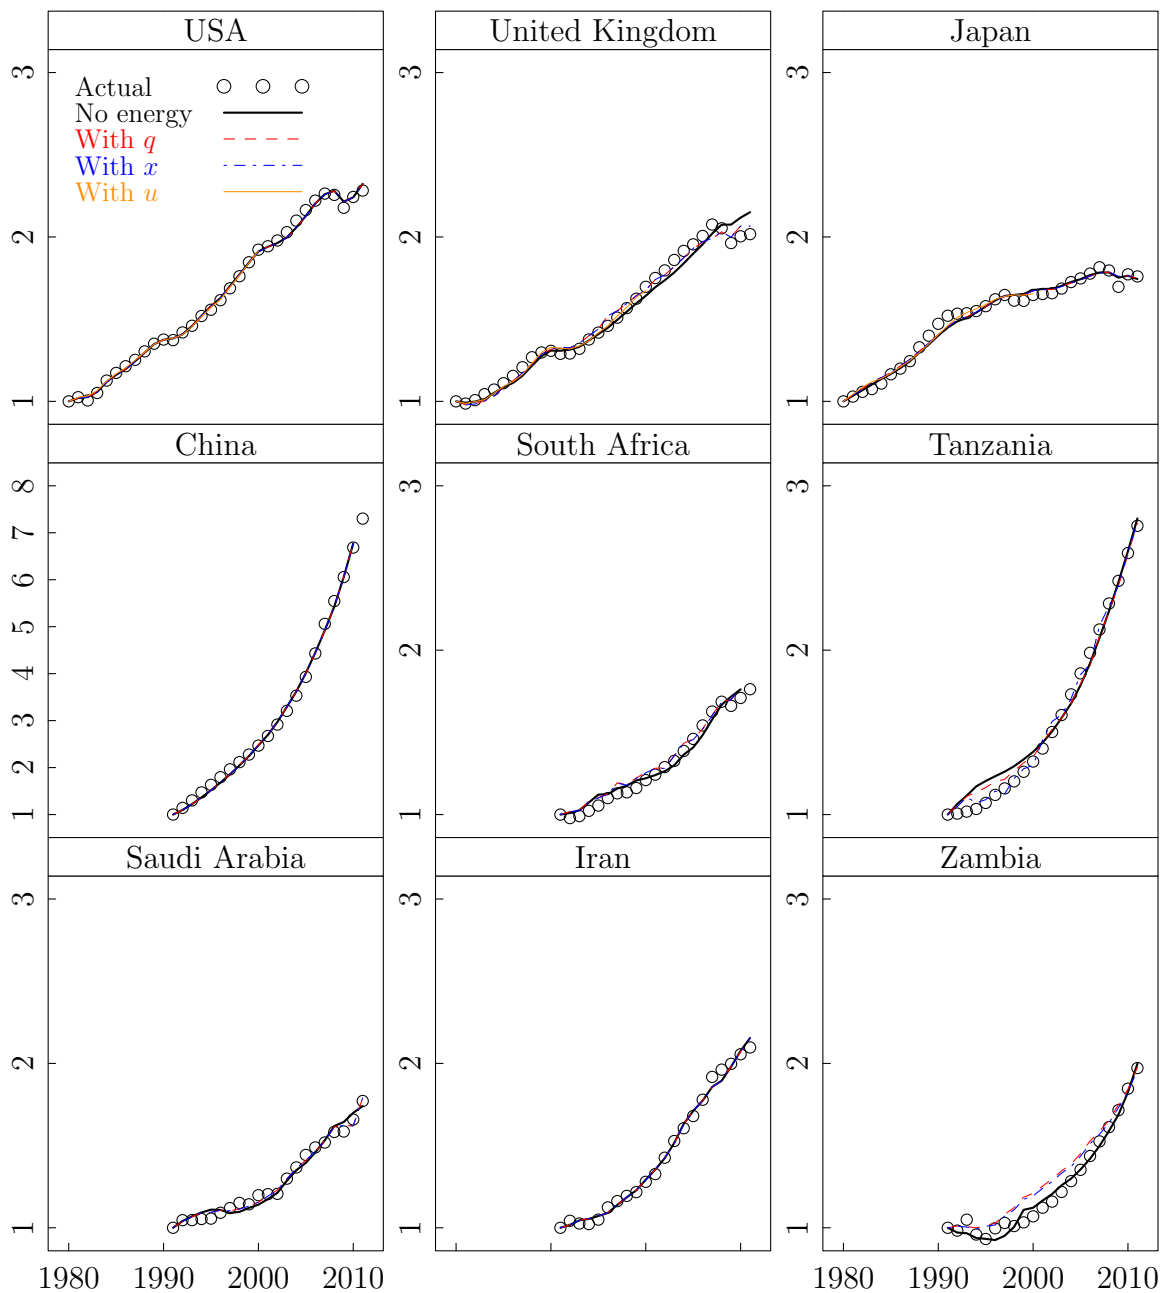 USA
United Kingdom
Japan
Actual
No energy
With q
With x
With u
3
2
1
3
2
1
3
2
1
China
South Africa
Tanzania
8
7
6
5
4
3
2
1
3
2
1
3
2
1
Saudi Arabia
Iran
Zambia
3
2
1
3
2
1
3
2
1
1980 1990 2000 2010
1980 1990 2000 2010